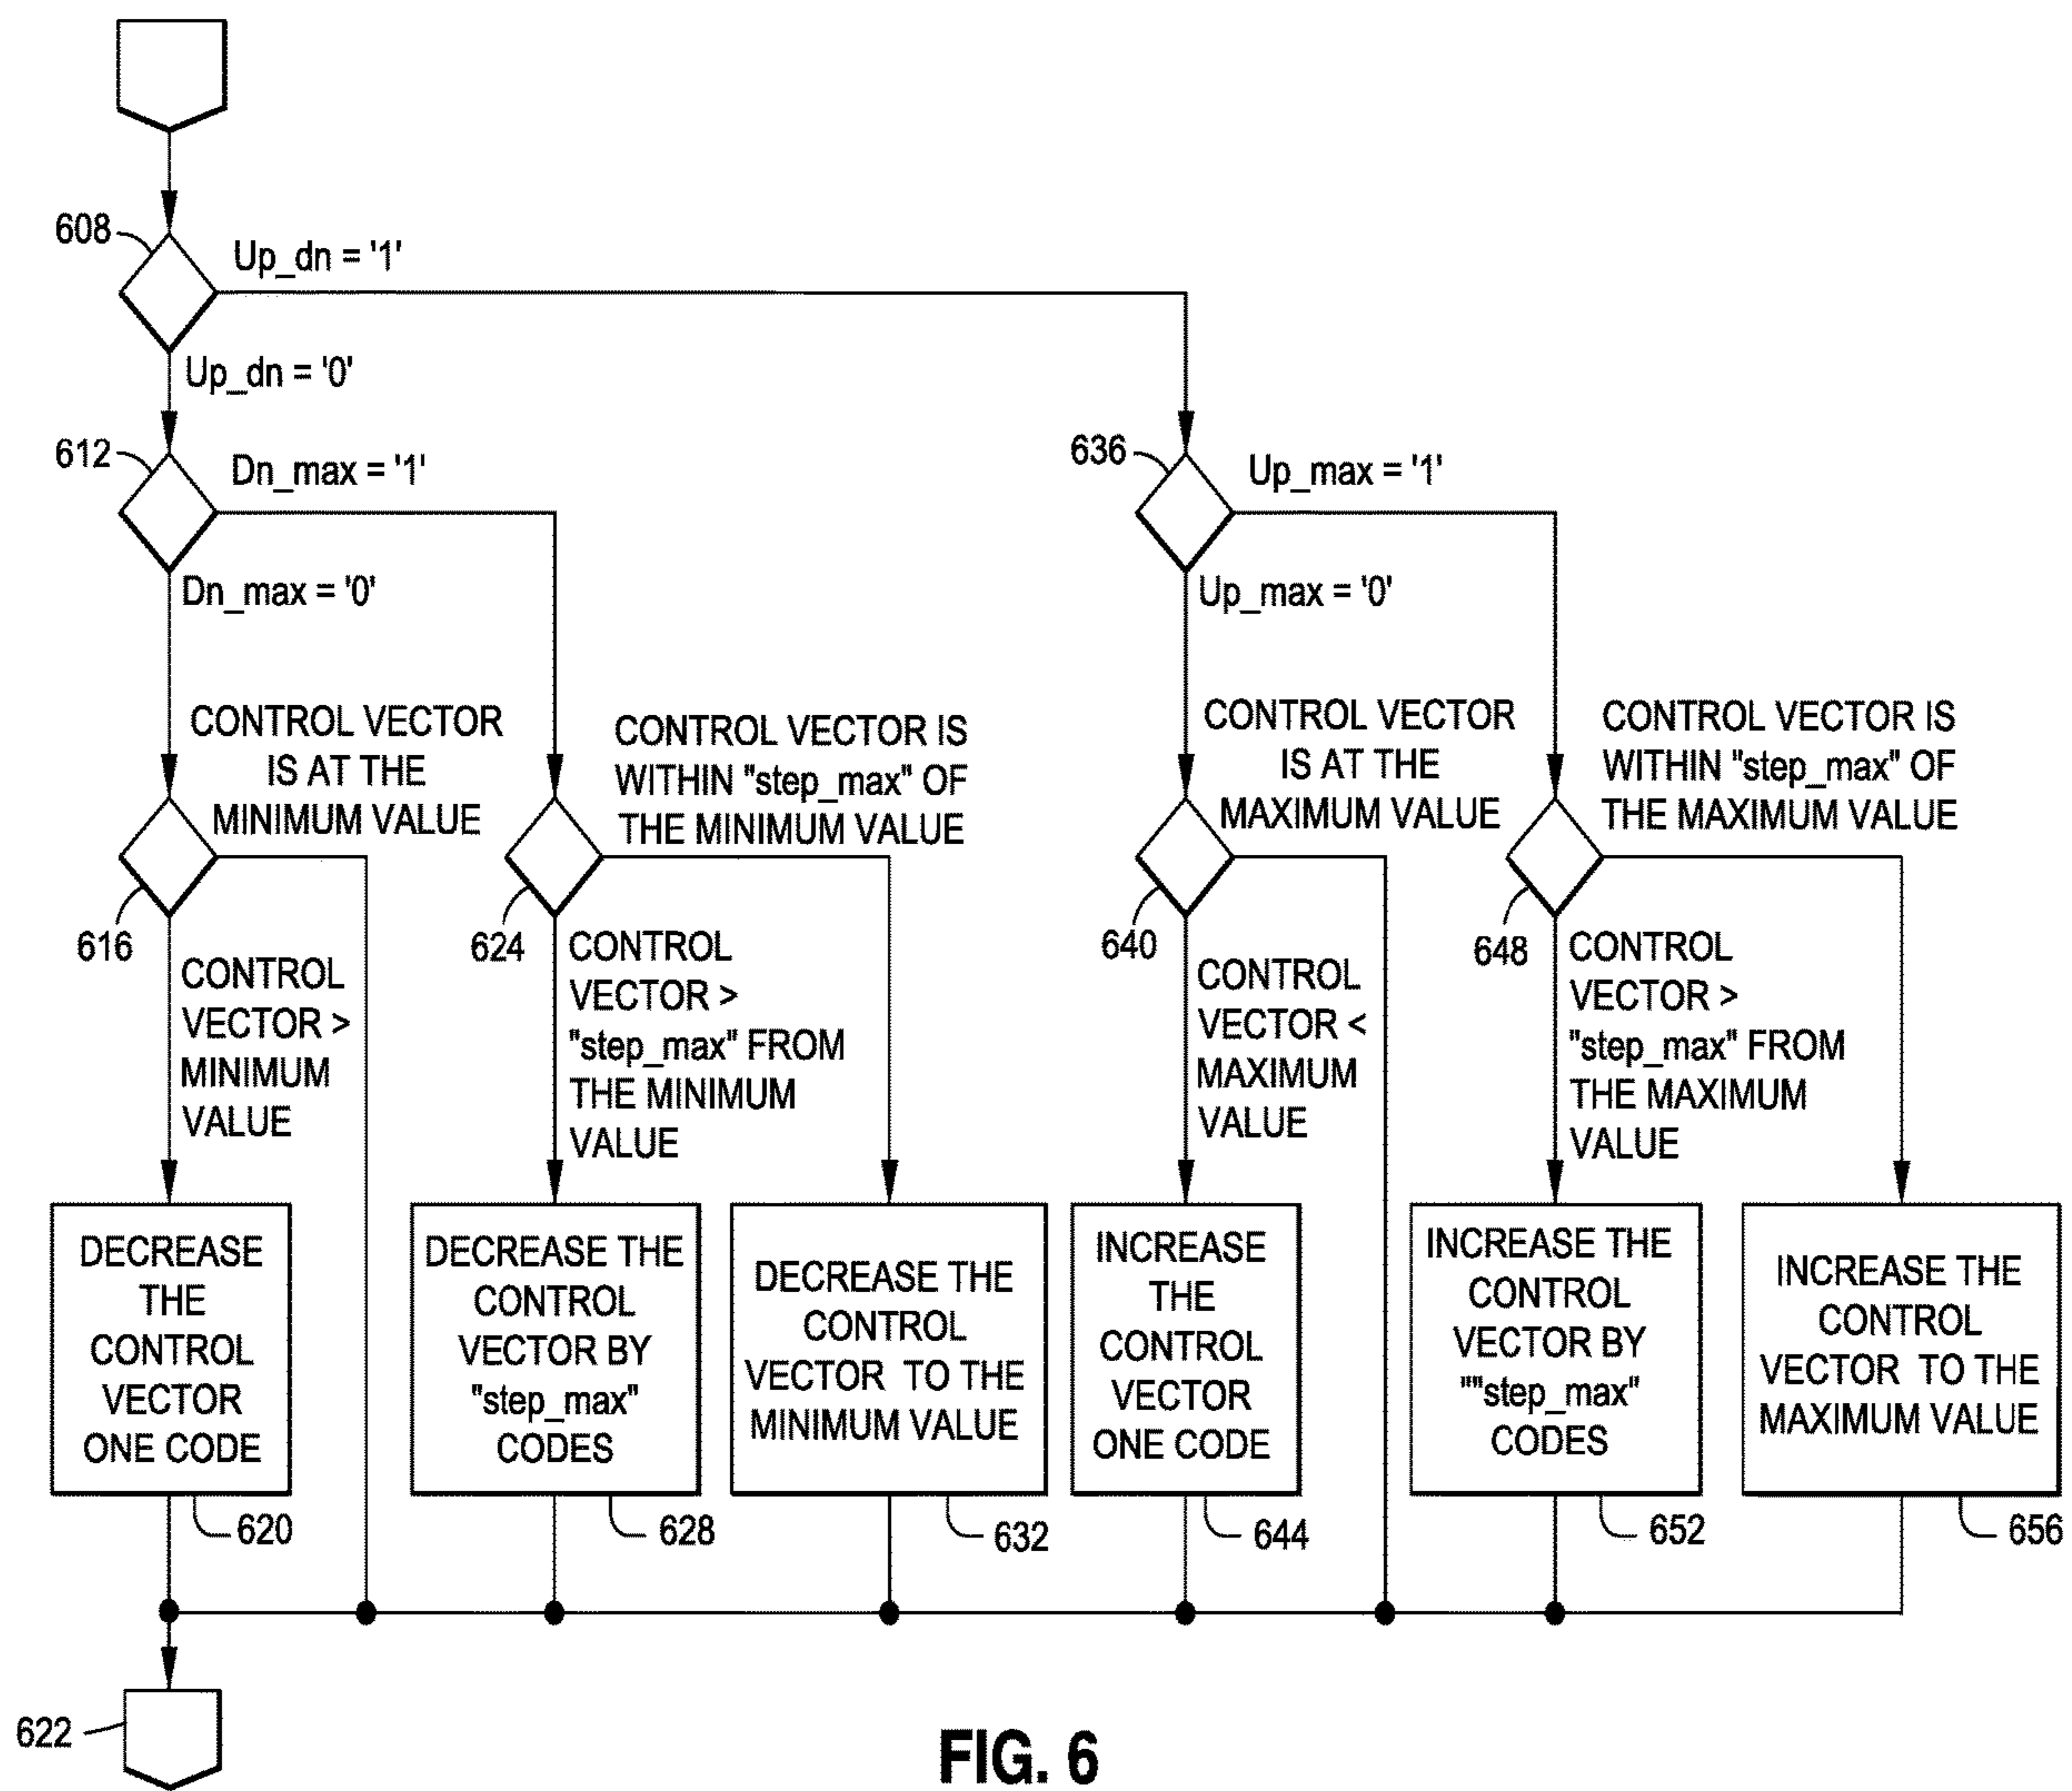 608
Up_dn = '1'
Up_dn = '0'
612
Dn_max = '1'
Dn_max = '0'
636
Up_max = '1'
Up_max = '0'
CONTROL VECTOR
IS AT THE
MINIMUM VALUE
CONTROL VECTOR IS
WITHIN "step_max" OF
THE MINIMUM VALUE
CONTROL VECTOR
IS AT THE
MAXIMUM VALUE
CONTROL VECTOR IS
WITHIN "step_max" OF
THE MAXIMUM VALUE
616
CONTROL
VECTOR >
MINIMUM
VALUE
624
CONTROL
VECTOR >
"step_max" FROM
THE MINIMUM
VALUE
640
CONTROL
VECTOR <
MAXIMUM
VALUE
648
CONTROL
VECTOR >
"step_max" FROM
THE MAXIMUM
VALUE
DECREASE
THE
CONTROL
VECTOR
ONE CODE
620
DECREASE THE
CONTROL
VECTOR BY
"step_max"
CODES
628
DECREASE THE
CONTROL
VECTOR TO THE
MINIMUM VALUE
632
INCREASE
THE
CONTROL
VECTOR
ONE CODE
644
INCREASE THE
CONTROL
VECTOR BY
""step_max"
CODES
652
INCREASE THE
CONTROL
VECTOR TO THE
MAXIMUM VALUE
656
622
FIG. 6